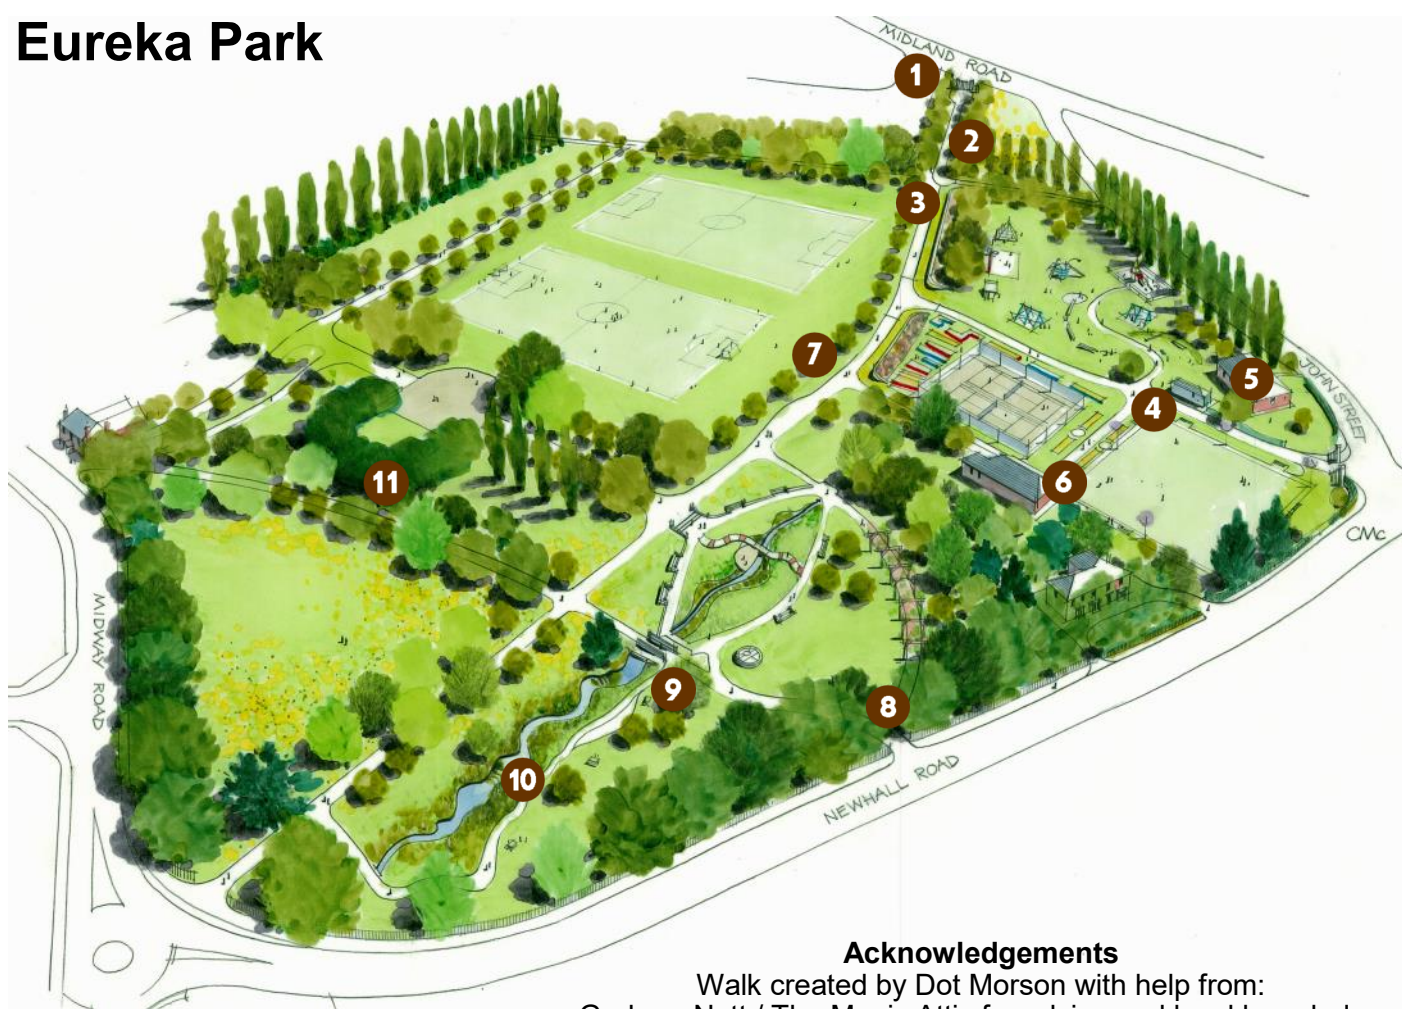 Eureka Park
MIDLAND ROAD
1
2
3
7
5
JOHN STREET
4
11
6
CMc
MIDWAY ROAD
9
8
10
NEWHALL ROAD
Acknowledgements
Walk created by Dot Morson with help from: